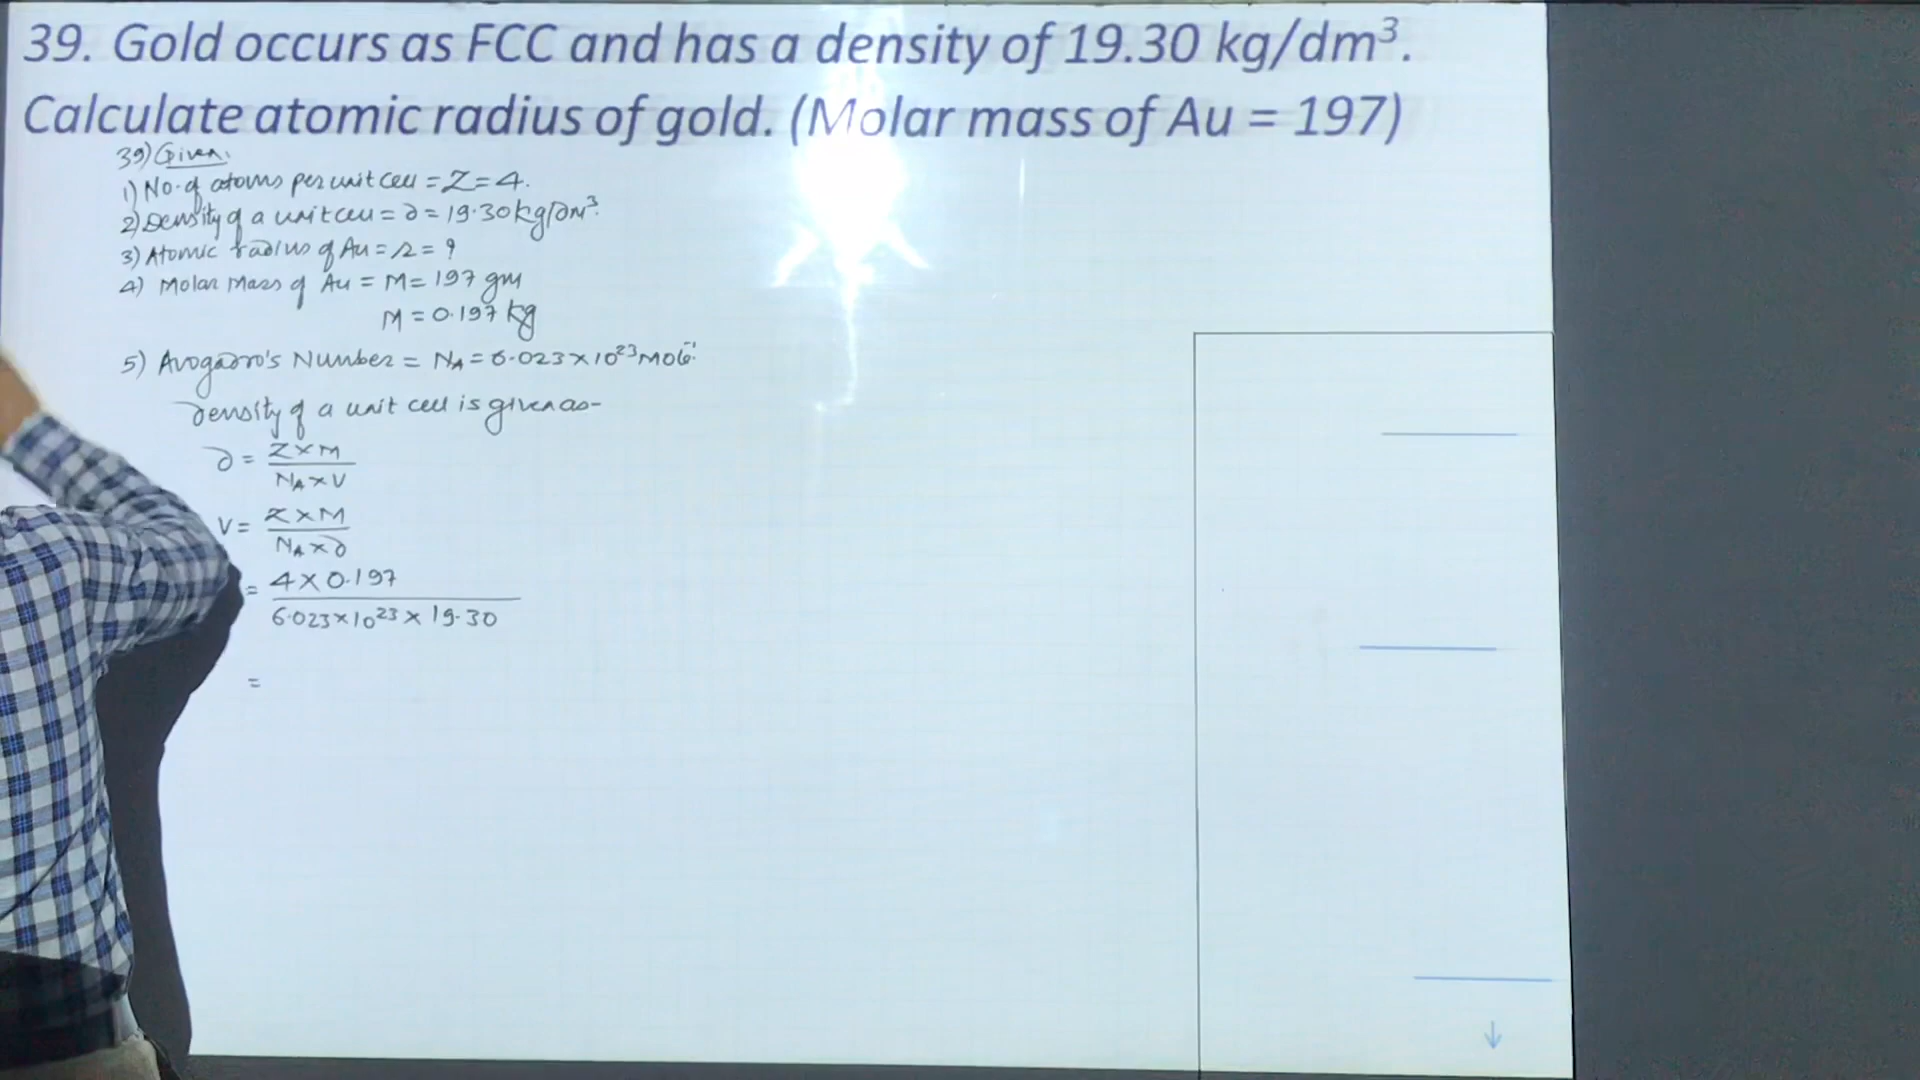 39. Gold occurs as FCC and has a density of 19.30 kg/dm³.
Calculate atomic radius of gold. (Molar mass of Au = 197)
39) Given.
1) No. of atoms per unit cell = Z = 4.
2) Density of a unit cell = ∂ = 19.30 kg/dm³.
3) Atomic radius of Au = r = ?
4) Molar Mass of Au = M = 197 gm
M = 0.197 kg
5) Avogadro's Number = NA = 6.023 × 10²³ mol⁻¹
density of a unit cell is given as-
∂ = Z × M
NA × V
V = Z × M
NA × ∂
= 4 × 0.197
6.023 × 10²³ × 19.30
=